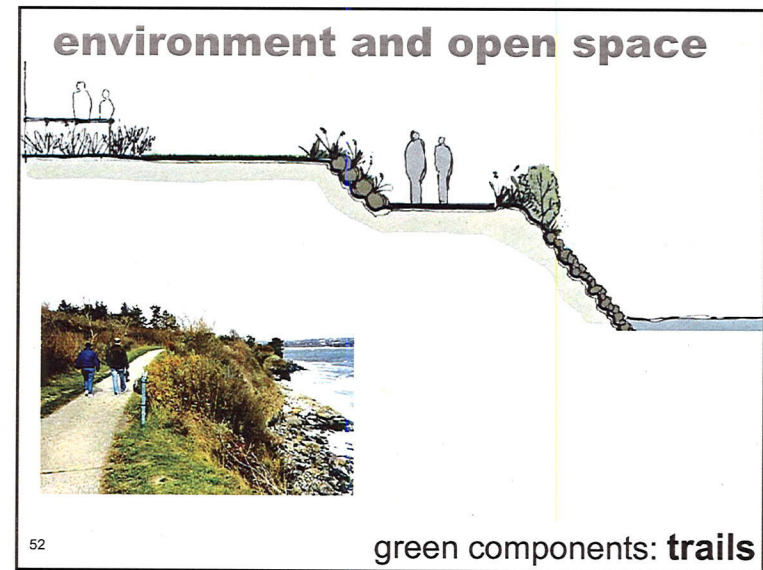 environment and open space
52
green components: trails